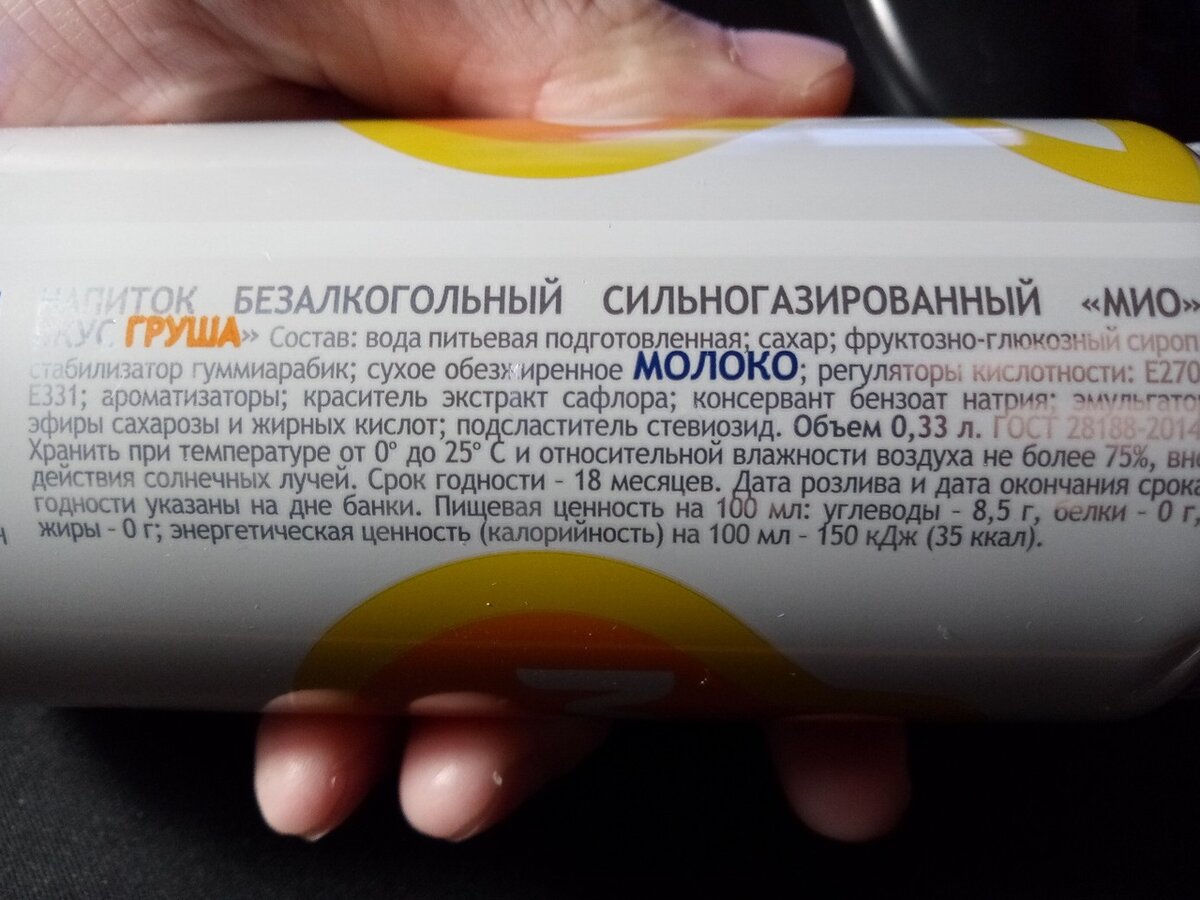 НАПИТОК БЕЗАЛКОГОЛЬНЫЙ СИЛЬНОГАЗИРОВАННЫЙ «МИО»
ВКУС ГРУША» Состав: вода питьевая подготовленная; сахар; фруктозно-глюкозный сироп
стабилизатор гуммиарабик; сухое обезжиренное МОЛОКО; регуляторы кислотности: Е270
Е331; ароматизаторы; краситель экстракт сафлора; консервант бензоат натрия; эмульгатор
эфиры сахарозы и жирных кислот; подсластитель стевиозид. Объем 0,33 л. ГОСТ 28188-2014
Хранить при температуре от 0° до 25° С и относительной влажности воздуха не более 75%, вне
действия солнечных лучей. Срок годности - 18 месяцев. Дата розлива и дата окончания срока
годности указаны на дне банки. Пищевая ценность на 100 мл: углеводы - 8,5 г, белки - 0 г,
жиры - 0 г; энергетическая ценность (калорийность) на 100 мл - 150 кДж (35 ккал).